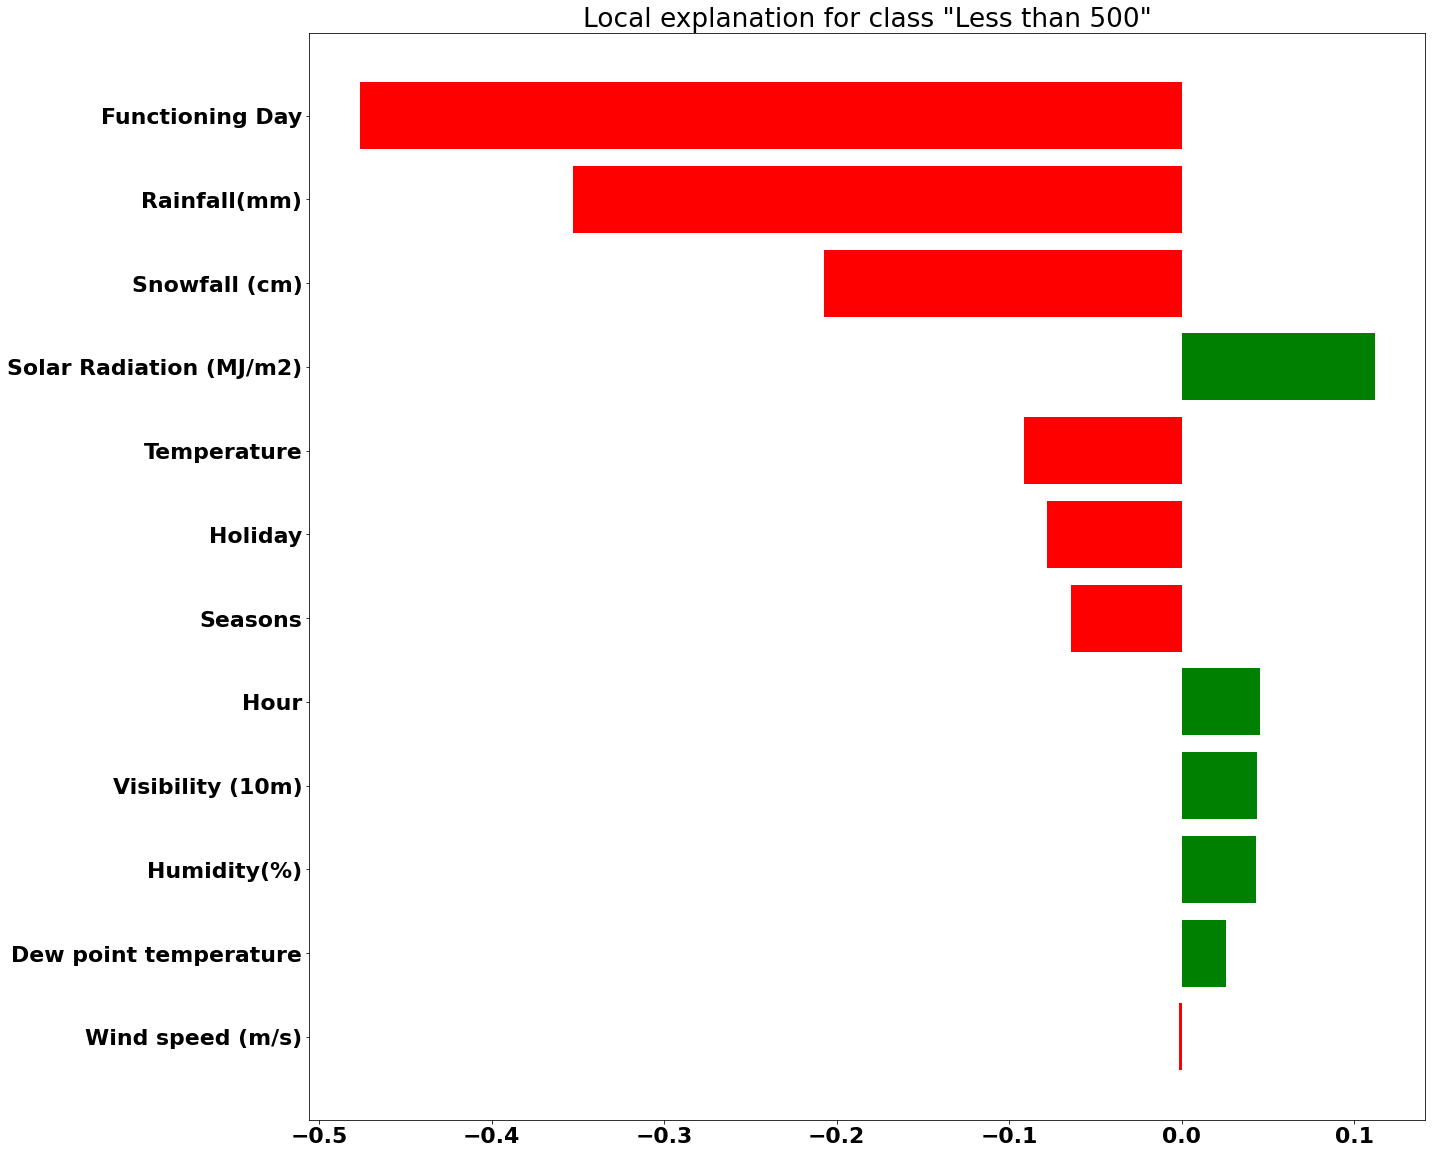 Local explanation for class "Less than 500"
Functioning Day
Rainfall(mm)
Snowfall (cm)
Solar Radiation (MJ/m2)
Temperature
Holiday
Seasons
Hour
Visibility (10m)
Humidity(%)
Dew point temperature
Wind speed (m/s)
−0.5 −0.4 −0.3 −0.2 −0.1 0.0 0.1